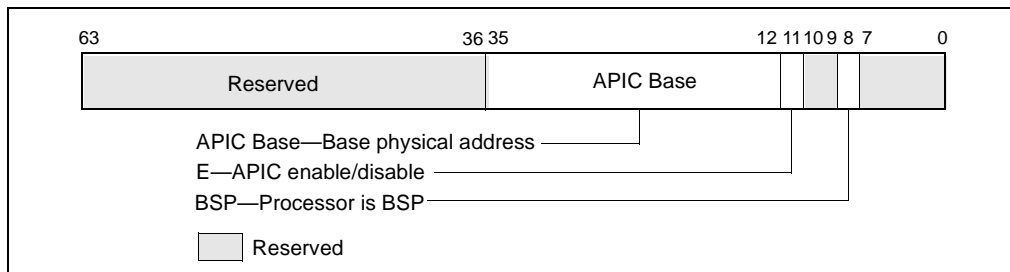 63 36 35 12 11 10 9 8 7 0
Reserved APIC Base
APIC Base—Base physical address
E—APIC enable/disable
BSP—Processor is BSP
Reserved